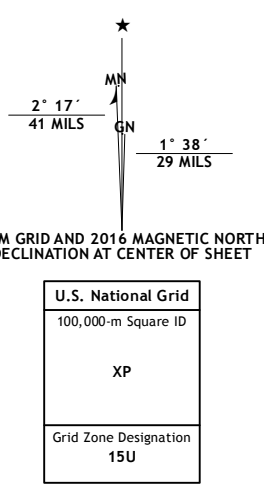 MN
2° 17´
41 MILS
GN
1° 38´
29 MILS
M GRID AND 2016 MAGNETIC NORTH
DECLINATION AT CENTER OF SHEET
U.S. National Grid
100,000-m Square ID
XP
Grid Zone Designation
15U